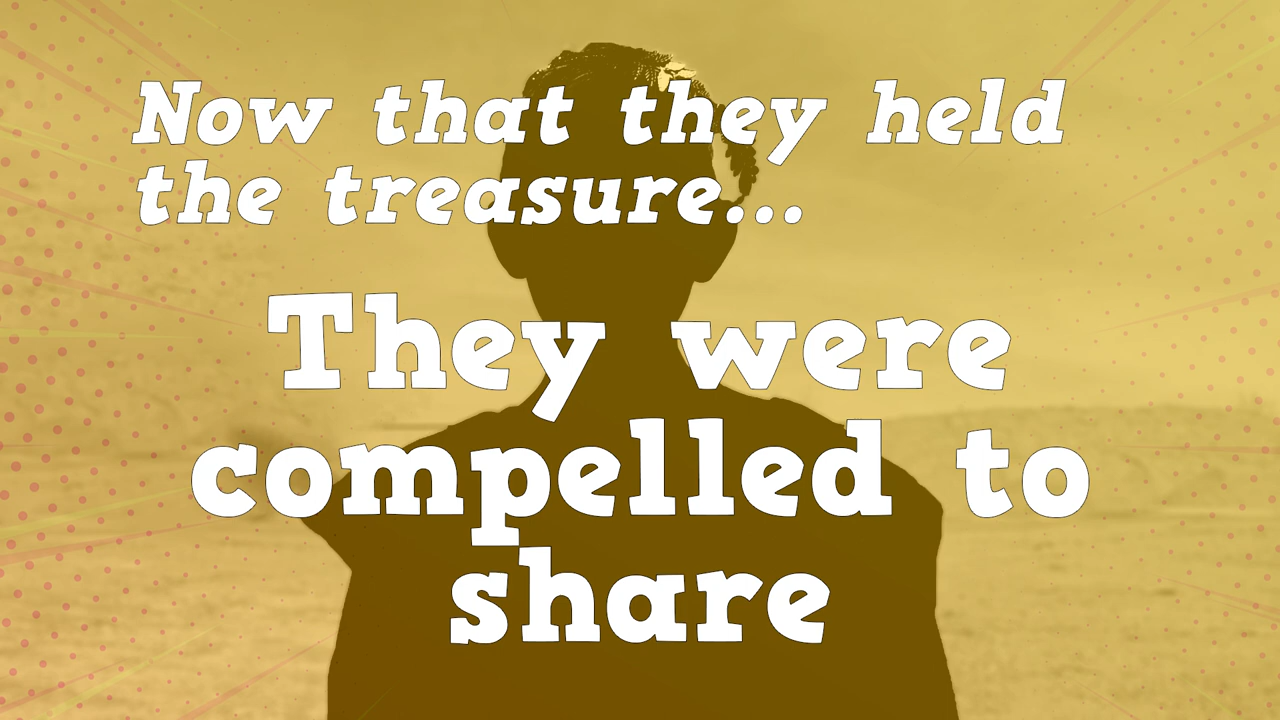 Now that they held
the treasure...
They were
compelled to
share